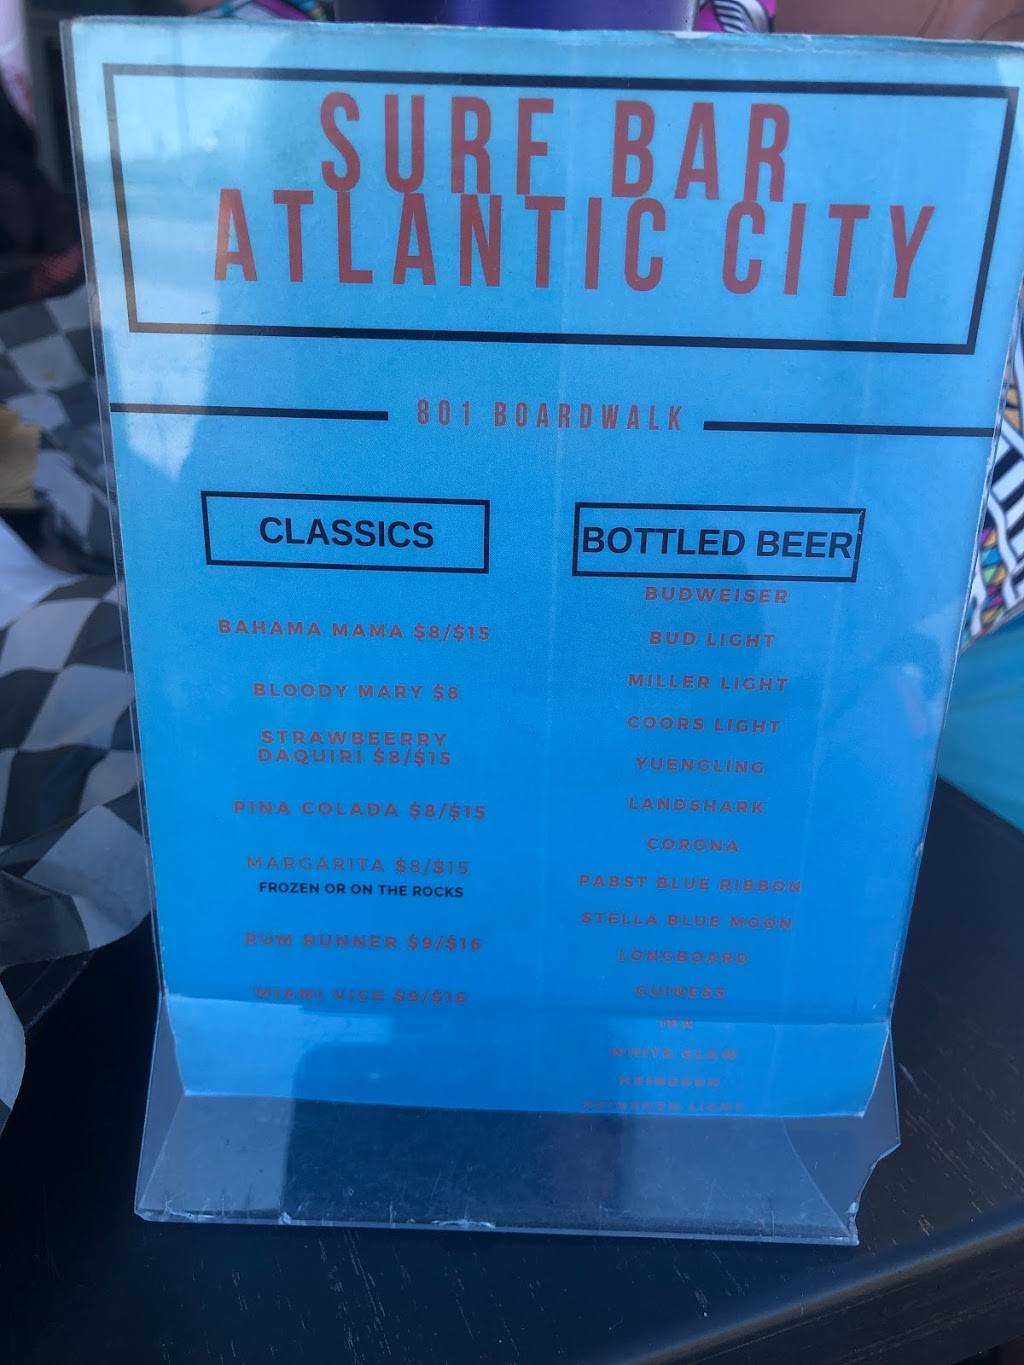 SURF BAR
ATLANTIC CITY
801 BOARDWALK
CLASSICS
BAHAMA MAMA $8/$15
BLOODY MARY $8
STRAWBEERRY
DAQUIRI $8/$15
PINA COLADA $8/$15
MARGARITA $8/$15
FROZEN OR ON THE ROCKS
RUM RUNNER $9/$16
MIAMI VICE $9/$16
BOTTLED BEER
BUDWEISER
BUD LIGHT
MILLER LIGHT
COORS LIGHT
YUENGLING
LANDSHARK
CORONA
PABST BLUE RIBBON
STELLA BLUE MOON
LONGBOARD
GUINESS
IPA
WHITE CLAW
HEINEKEN
HEINEKEN LIGHT